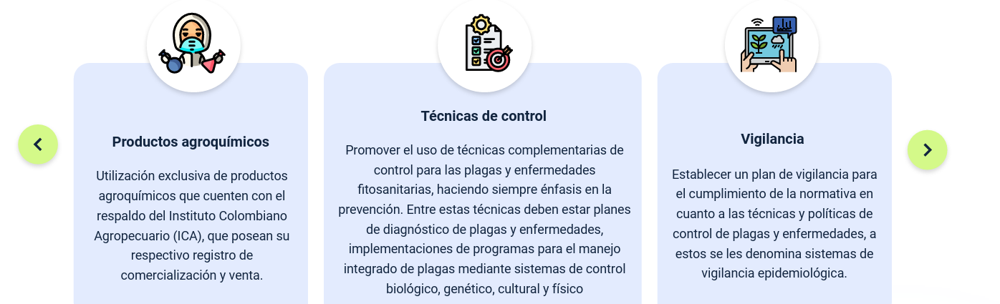 Productos agroquímicos
Utilización exclusiva de productos
agroquímicos que cuenten con el
respaldo del Instituto Colombiano
Agropecuario (ICA), que posean su
respectivo registro de
comercialización y venta.
Técnicas de control
Promover el uso de técnicas complementarias de
control para las plagas y enfermedades
fitosanitarias, haciendo siempre énfasis en la
prevención. Entre estas técnicas deben estar planes
de diagnóstico de plagas y enfermedades,
implementaciones de programas para el manejo
integrado de plagas mediante sistemas de control
biológico, genético, cultural y físico
Vigilancia
Establecer un plan de vigilancia para
el cumplimiento de la normativa en
cuanto a las técnicas y políticas de
control de plagas y enfermedades, a
estos se les denomina sistemas de
vigilancia epidemiológica.